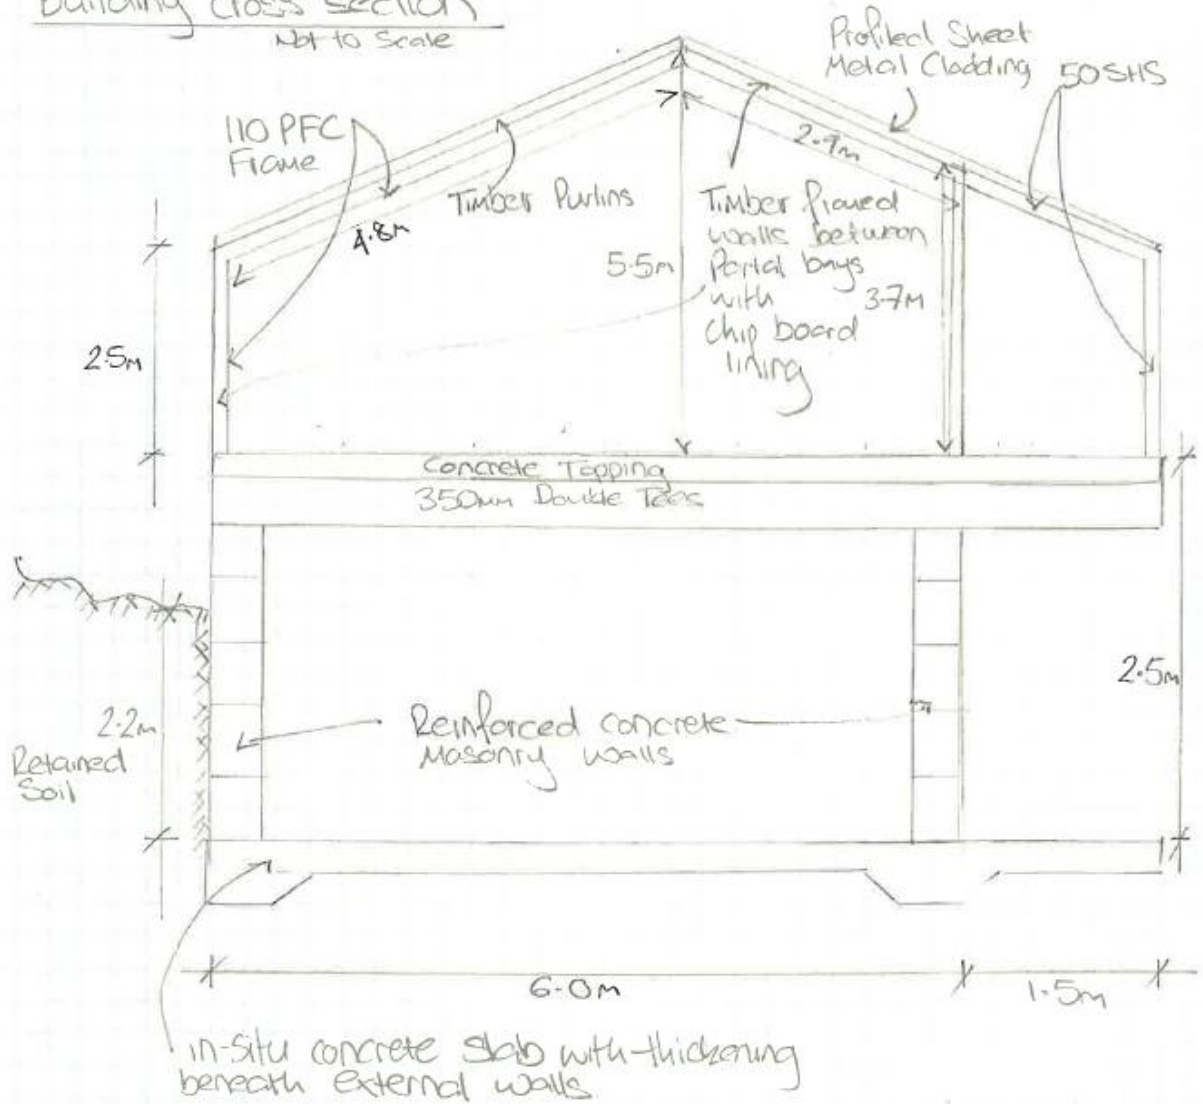 Building Cross Section
Not to Scale
Profiled Sheet
Metal Cladding
50 SHS
110 PFC
Frame
Timber Purlins
4.8m
2.9m
Timber framed
walls between
Portal bays
with
Chip board
lining
5.5m
3.7m
2.5m
Concrete Topping
350mm Double Tees
2.2m
Retained
Soil
Reinforced concrete
Masonry walls
2.5m
6.0m
1.5m
in-situ concrete slab with thickening
beneath external walls.